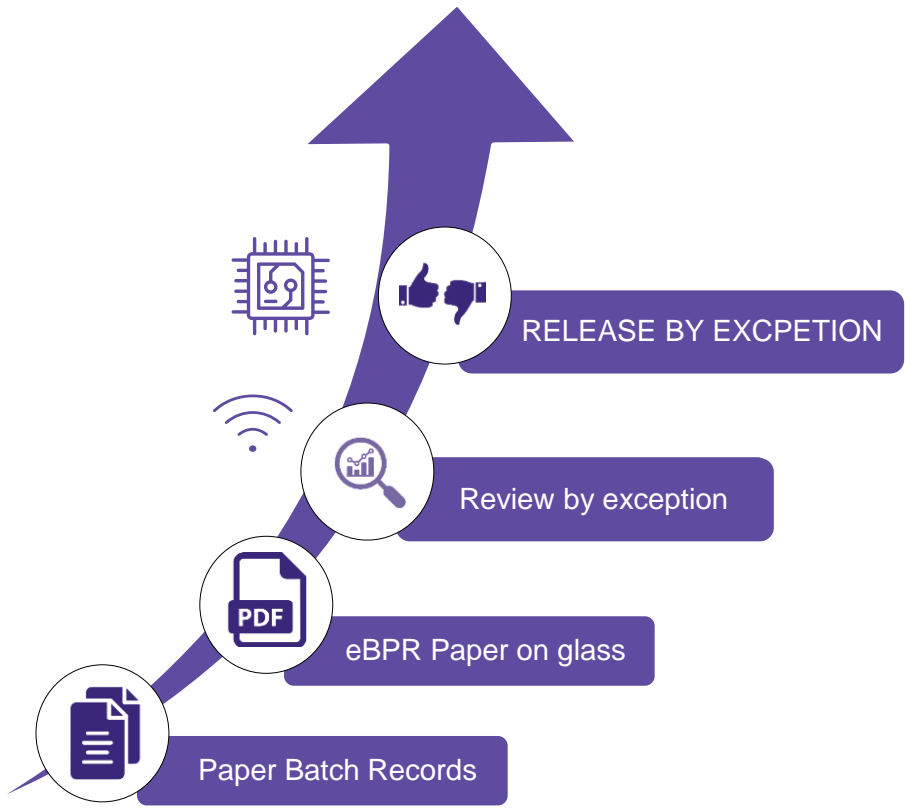 RELEASE BY EXCPETION
Review by exception
PDF
eBPR Paper on glass
Paper Batch Records